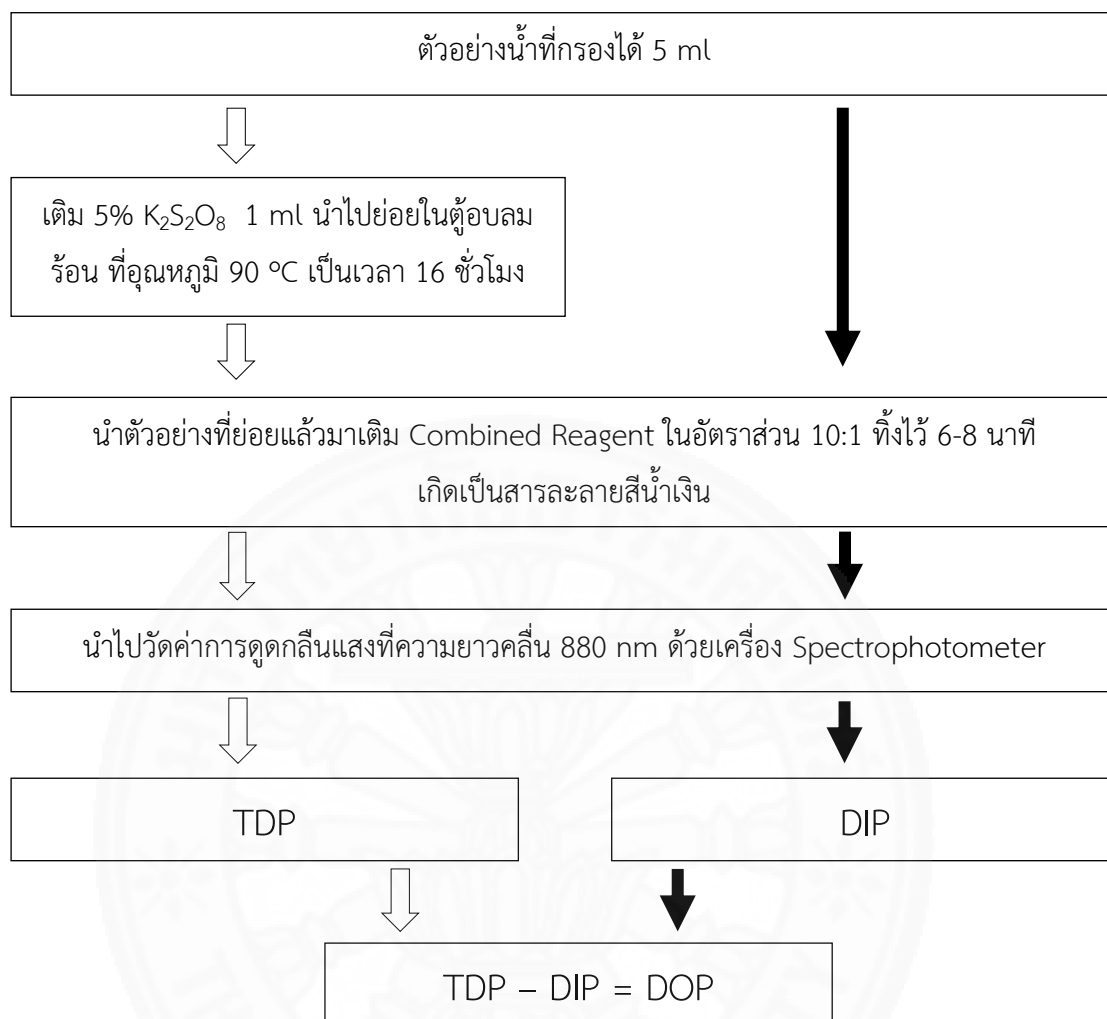 ตัวอย่างน้ำที่กรองได้ 5 ml
เติม 5% K₂S₂O₈ 1 ml นำไปย่อยในตู้อบลม
ร้อน ที่อุณหภูมิ 90 °C เป็นเวลา 16 ชั่วโมง
นำตัวอย่างที่ย่อยแล้วมาเติม Combined Reagent ในอัตราส่วน 10:1 ทิ้งไว้ 6-8 นาที
เกิดเป็นสารละลายสีน้ำเงิน
นำไปวัดค่าการดูดกลืนแสงที่ความยาวคลื่น 880 nm ด้วยเครื่อง Spectrophotometer
TDP
DIP
TDP – DIP = DOP